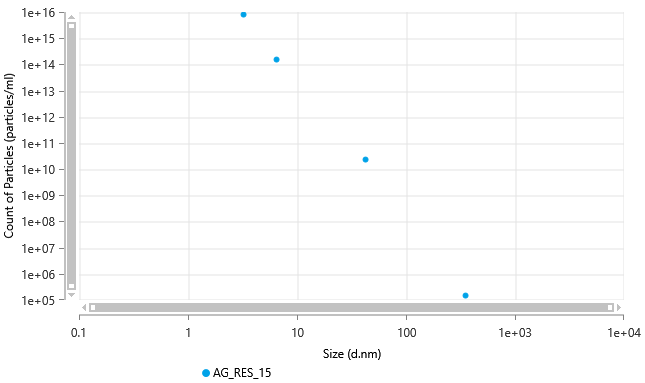 Count of Particles (particles/ml)
1e+16
1e+15
1e+14
1e+13
1e+12
1e+11
1e+10
1e+09
1e+08
1e+07
1e+06
1e+05
0.1
1
10
100
1e+03
1e+04
Size (d.nm)
AG_RES_15